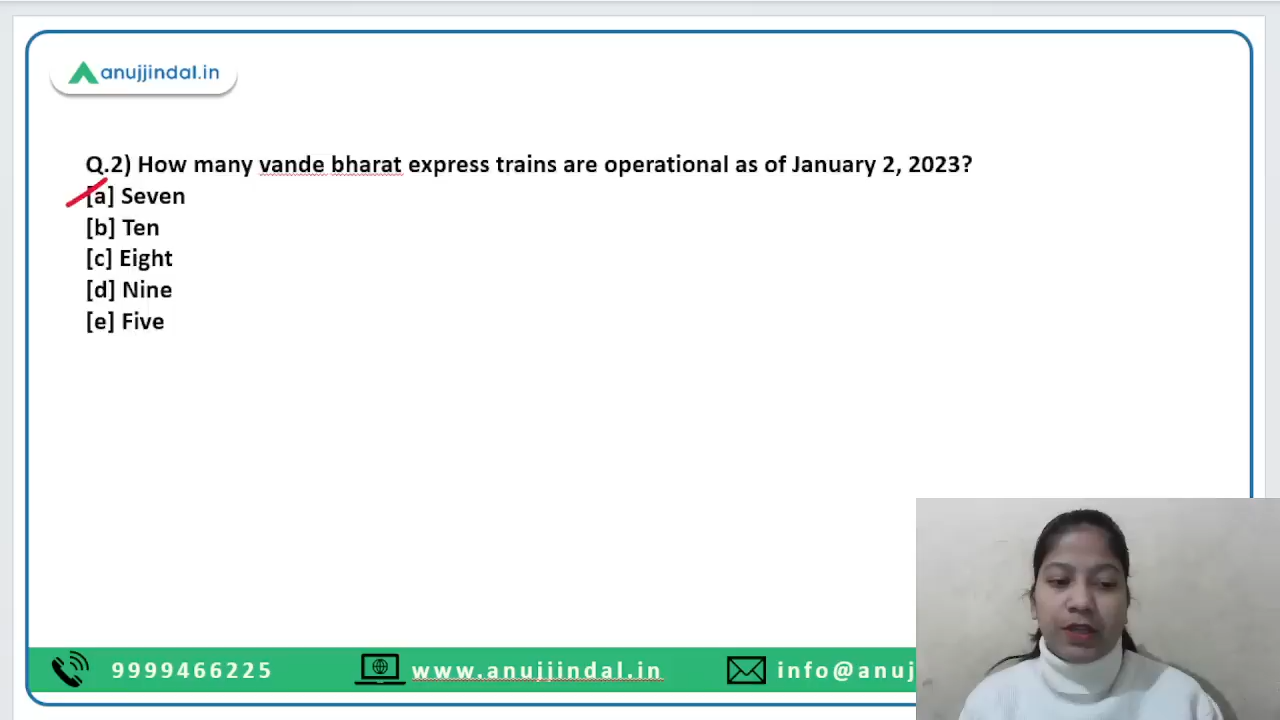 anujjindal.in
Q.2) How many vande bharat express trains are operational as of January 2, 2023?
[a] Seven
[b] Ten
[c] Eight
[d] Nine
[e] Five
9999466225 www.anujjindal.in info@anuj